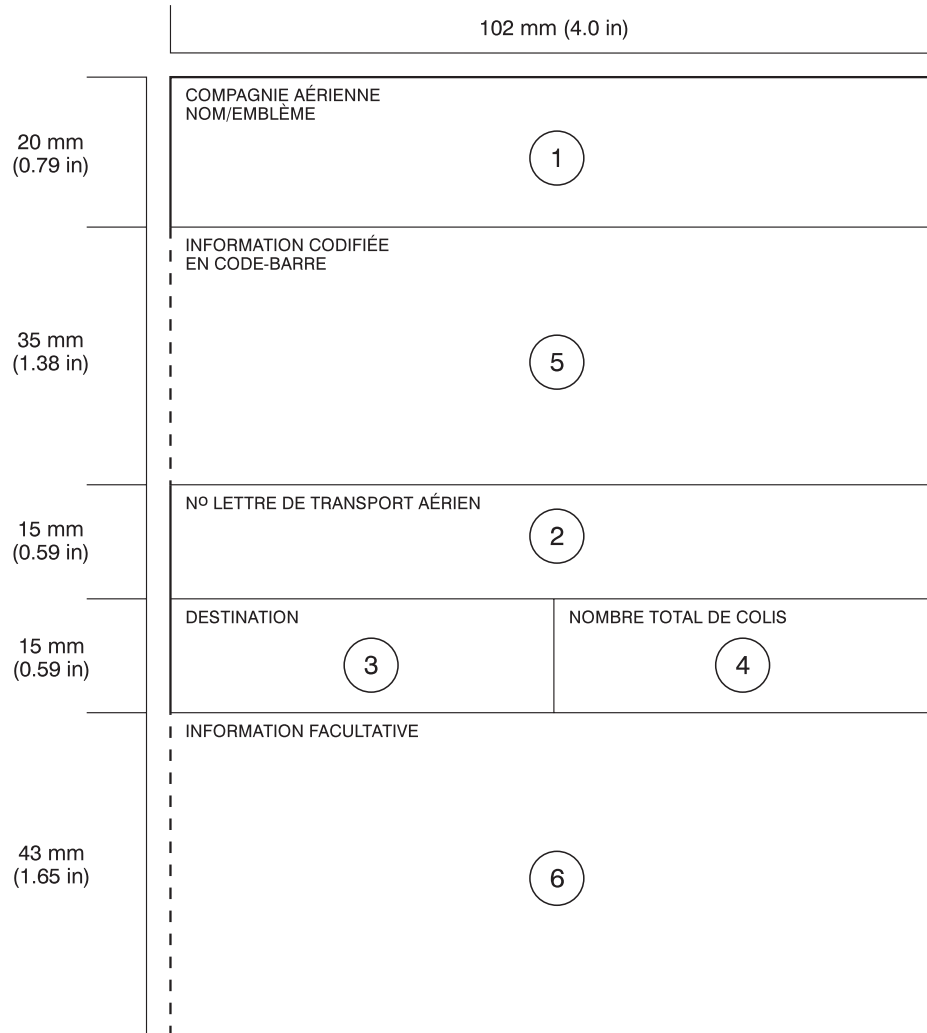 102 mm (4.0 in)
COMPAGNIE AÉRIENNE
NOM/EMBLÈME
20 mm
(0.79 in)
1
INFORMATION CODIFIÉE
EN CODE-BARRE
35 mm
(1.38 in)
5
Nº LETTRE DE TRANSPORT AÉRIEN
15 mm
(0.59 in)
2
DESTINATION
NOMBRE TOTAL DE COLIS
15 mm
(0.59 in)
3
4
INFORMATION FACULTATIVE
43 mm
(1.65 in)
6